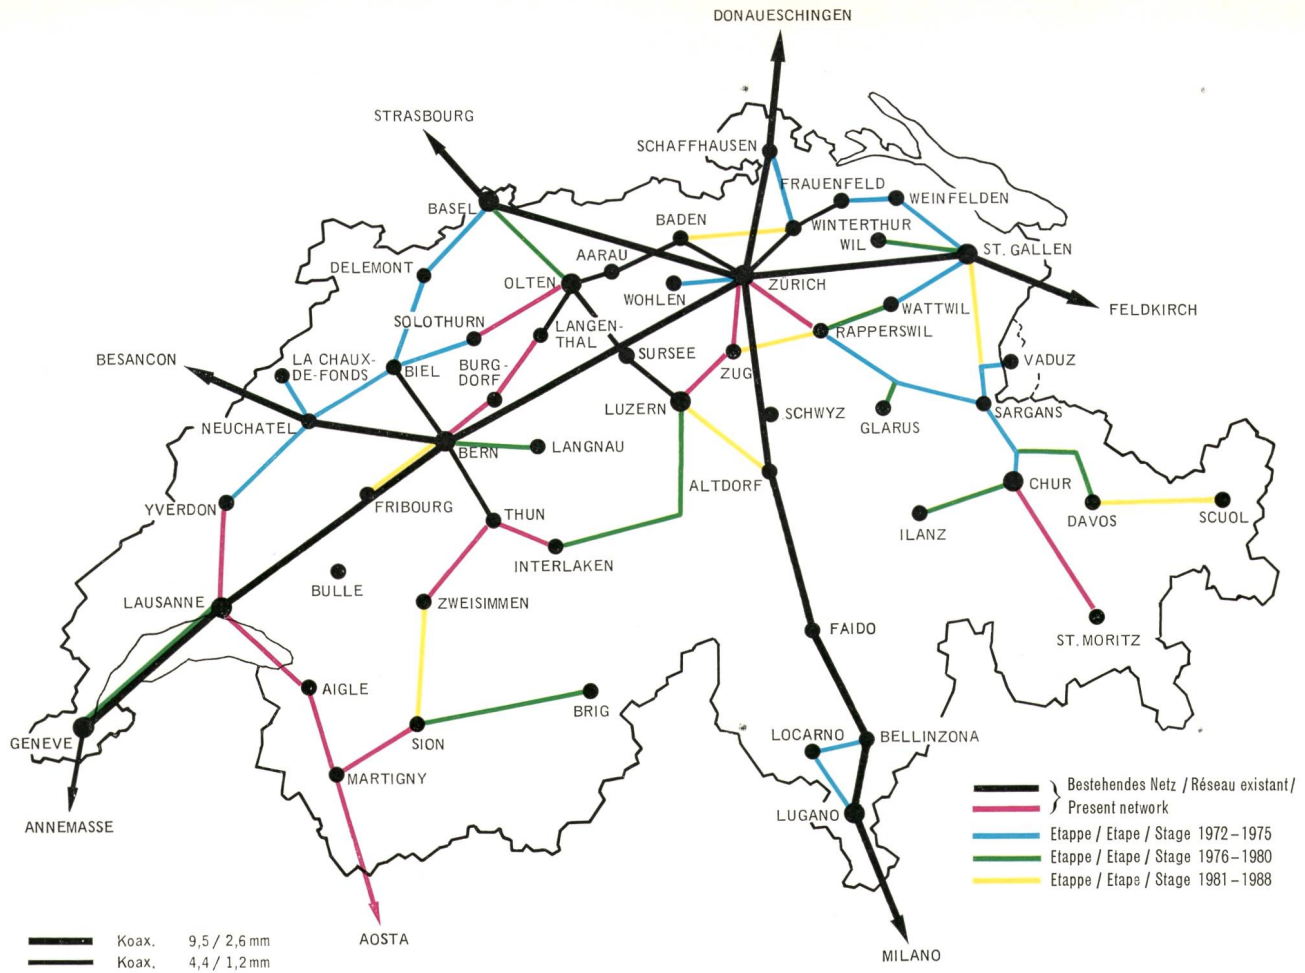 DONAUESCHINGEN
STRASBOURG
SCHAFFHAUSEN
FRAUENFELD
WEINFELDEN
BASEL
BADEN
WINTERTHUR
WIL
ST. GALLEN
AARAU
DELEMONT
OLTEN
ZÜRICH
WOHLEN
FELDKIRCH
WATTWIL
SOLOTHURN
LANGEN-
THAL
RAPPERSWIL
BESANCON
LA CHAUX-
DE-FONDS
BIEL
BURG-
DORF
SURSEE
ZUG
VADUZ
LUZERN
SCHWYZ
GLARUS
SARGANS
NEUCHATEL
BERN
LANGNAU
ALTDORF
CHUR
YVERDON
FRIBOURG
THUN
ILANZ
DAVOS
SCUOL
INTERLAKEN
BULLE
LAUSANNE
ZWEISIMMEN
FAIDO
ST. MORITZ
AIGLE
BRIG
GENEVE
SION
LOCARNO
BELLINZONA
MARTIGNY
LUGANO
ANNEMASSE
AOSTA
MILANO
Bestehendes Netz / Réseau existant /
Present network
Etappe / Etape / Stage 1972–1975
Etappe / Etape / Stage 1976–1980
Etappe / Etape / Stage 1981–1988
Koax. 9,5 / 2,6 mm
Koax. 4,4 / 1,2 mm